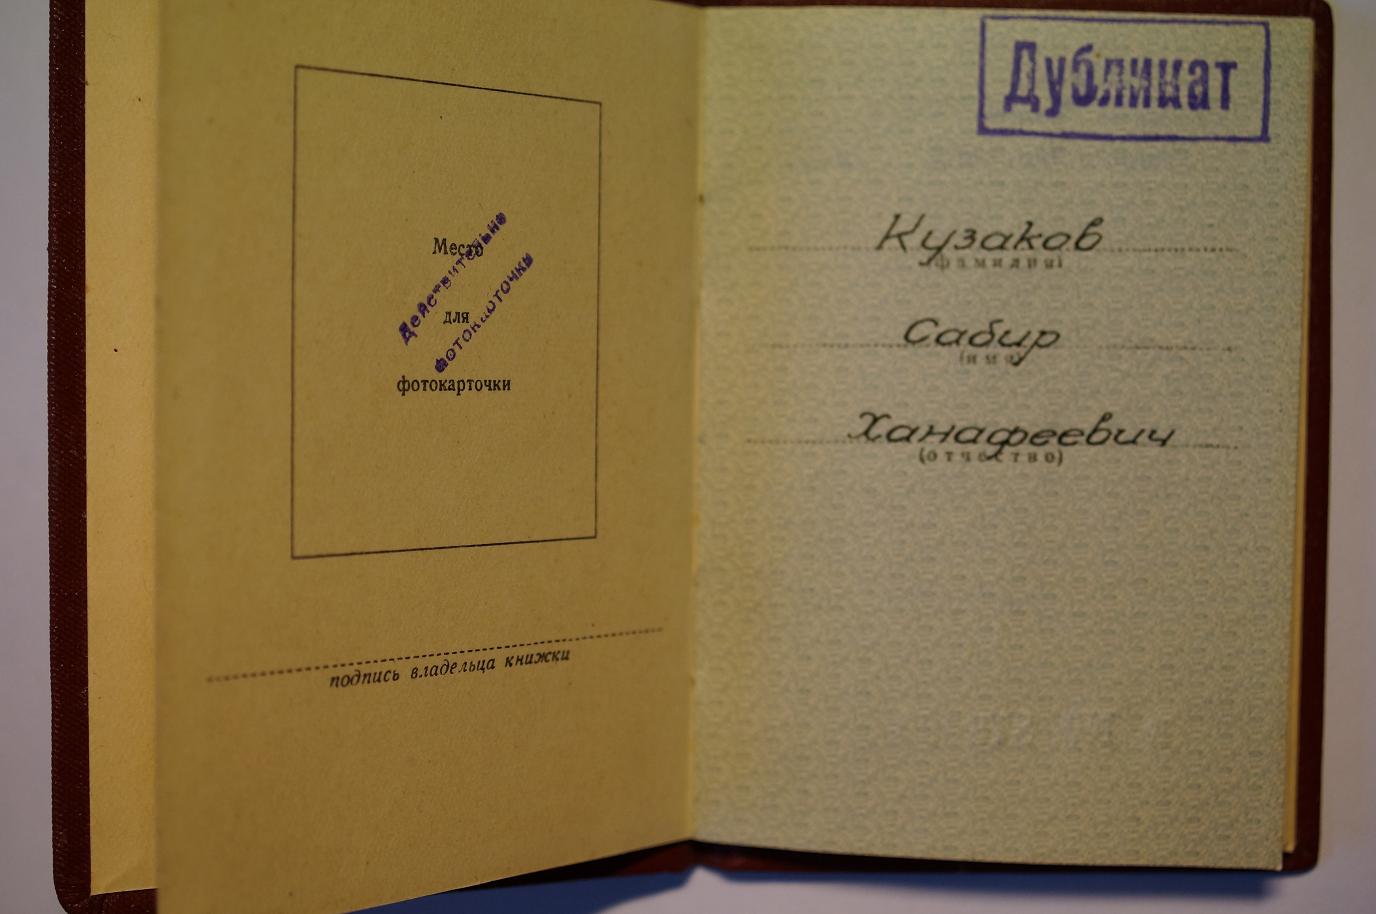 Место
для
фотокарточки
Действительно
фотокарточки
подпись владельца книжки
Дубликат
Кузаков
(фамилия)
Сабир
(имя)
Ханафеевич
(отчество)